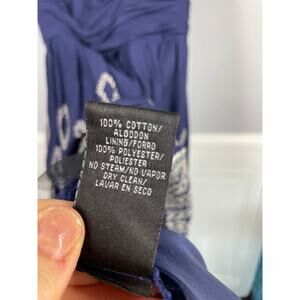 100% COTTON/
ALGODON
LINING/FORRO
100% POLYESTER/
POLIESTER
NO STEAM/NO VAPOR
DRY CLEAN/
LAVAR EN SECO